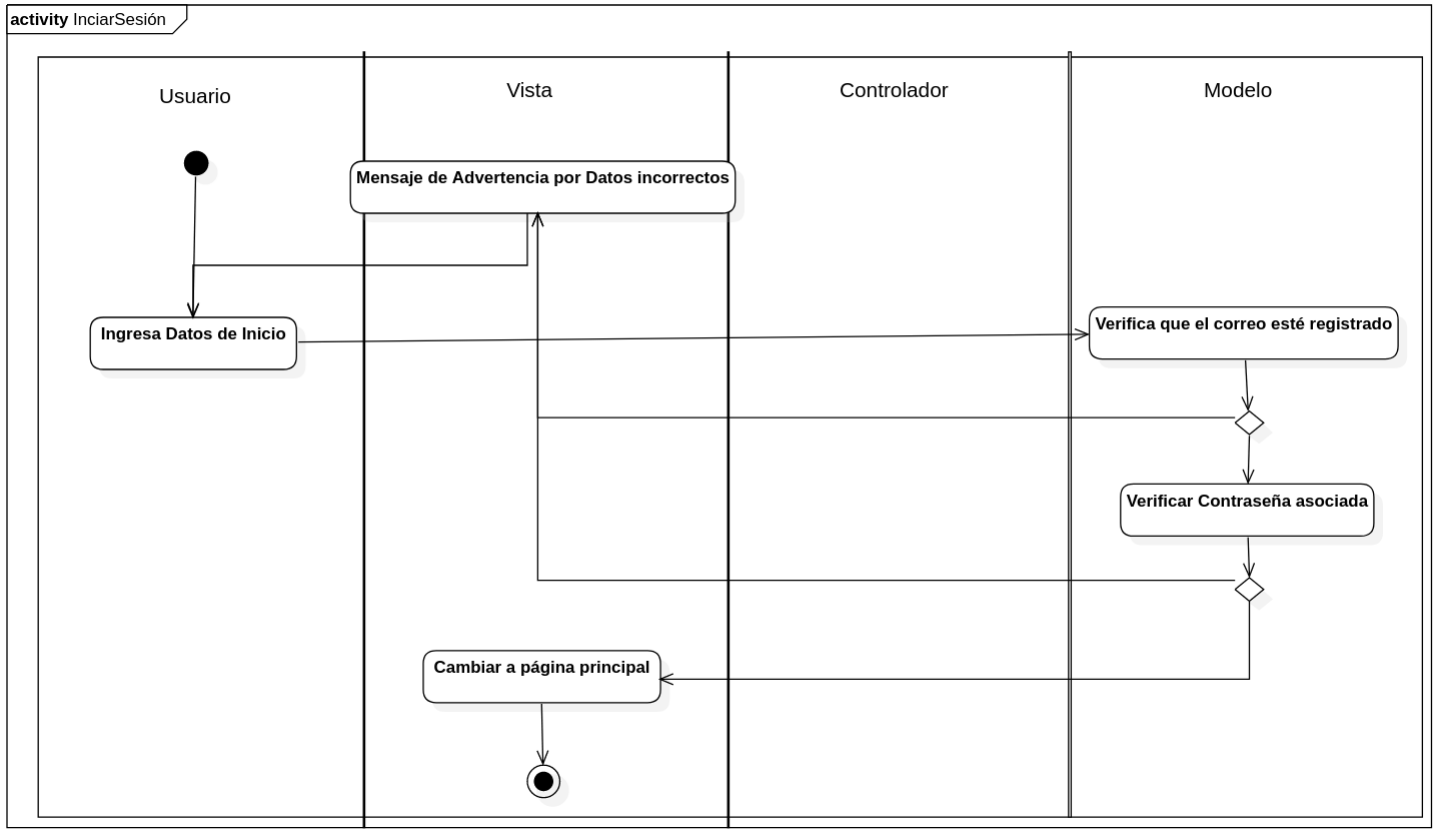 activity InciarSesión
Usuario
Vista
Controlador
Modelo
Mensaje de Advertencia por Datos incorrectos
Ingresa Datos de Inicio
Verifica que el correo esté registrado
Verificar Contraseña asociada
Cambiar a página principal